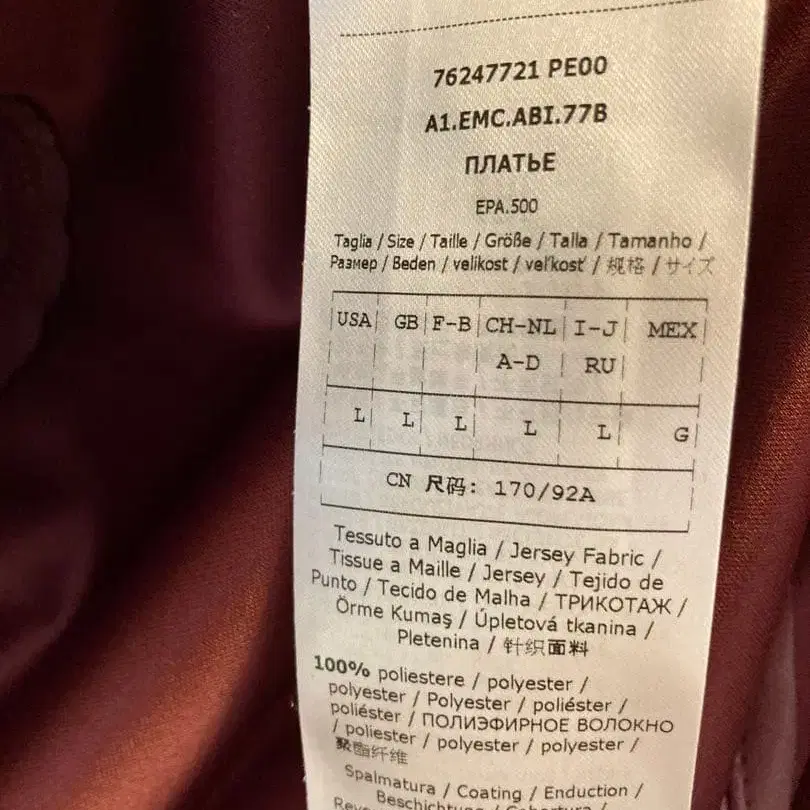 76247721 PE00
A1.EMC.ABI.77B
ПЛАТЬЕ
EPA.500
Taglia / Size / Taille / Größe / Talla / Tamanho /
Размер / Beden / velikost / veľkosť / 规格 / サイズ
USA GB F-B CH-NL I-J MEX
A-D RU
L L L L L G
CN 尺码: 170/92A
Tessuto a Maglia / Jersey Fabric /
Tissue a Maille / Jersey / Tejido de
Punto / Tecido de Malha / ТРИКОТАЖ /
Örme Kumaş / Úpletová tkanina /
Pletenina / 针织面料
100% poliestere / polyester /
polyester / Polyester / poliéster /
poliéster / ПОЛИЭФИРНОЕ ВОЛОКНО
/ poliester / polyester / polyester /
聚酯纤维
Spalmatura / Coating / Enduction /
Beschichtung / Cobertura /